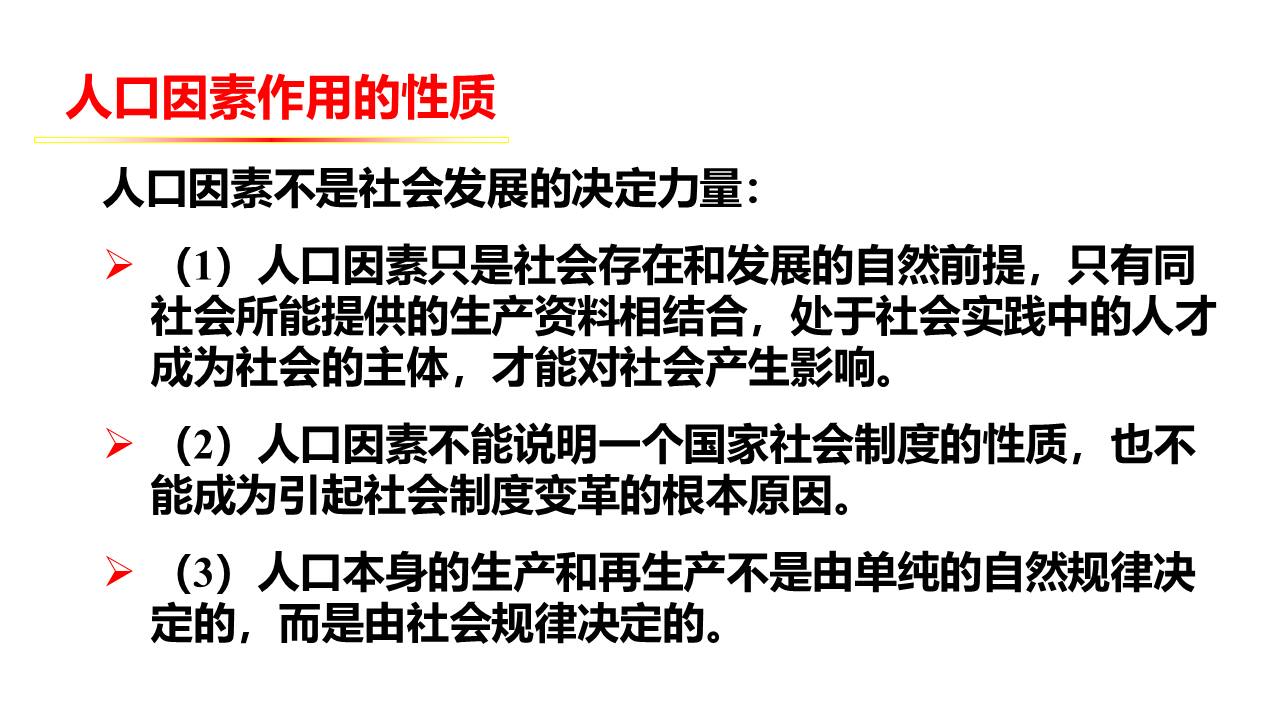 人口因素作用的性质
人口因素不是社会发展的决定力量：
（1）人口因素只是社会存在和发展的自然前提，只有同
社会所能提供的生产资料相结合，处于社会实践中的人才
成为社会的主体，才能对社会产生影响。
（2）人口因素不能说明一个国家社会制度的性质，也不
能成为引起社会制度变革的根本原因。
（3）人口本身的生产和再生产不是由单纯的自然规律决
定的，而是由社会规律决定的。